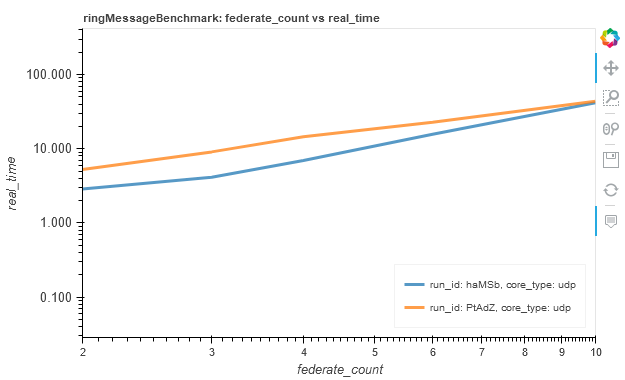 ringMessageBenchmark: federate_count vs real_time
100.000
10.000
1.000
0.100
real_time
run_id: haMSb, core_type: udp
run_id: PtAdZ, core_type: udp
2 3 4 5 6 7 8 9 10
federate_count